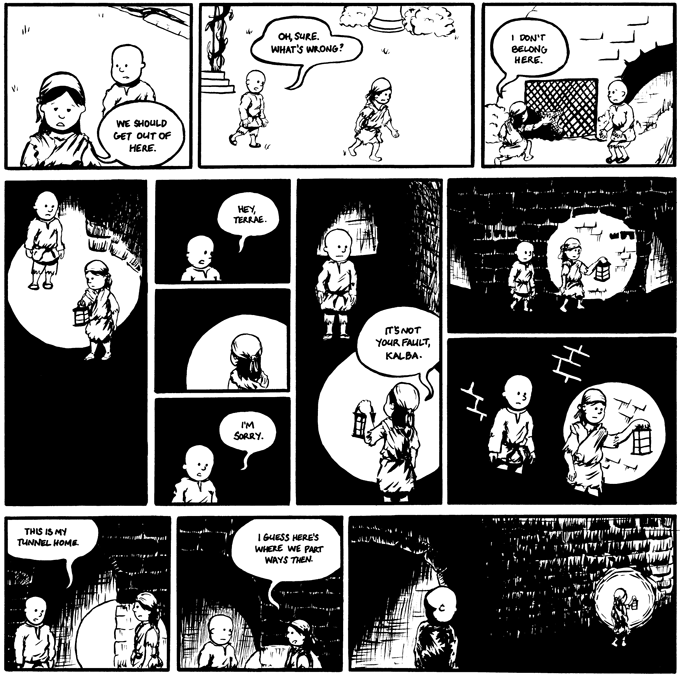 WE SHOULD
GET OUT OF
HERE.
OH, SURE.
WHAT'S WRONG?
I DON'T
BELONG
HERE.
HEY,
TERRAE.
I'M
SORRY.
IT'S NOT
YOUR FAULT,
KALBA.
THIS IS MY
TUNNEL HOME.
I GUESS HERE'S
WHERE WE PART
WAYS THEN.